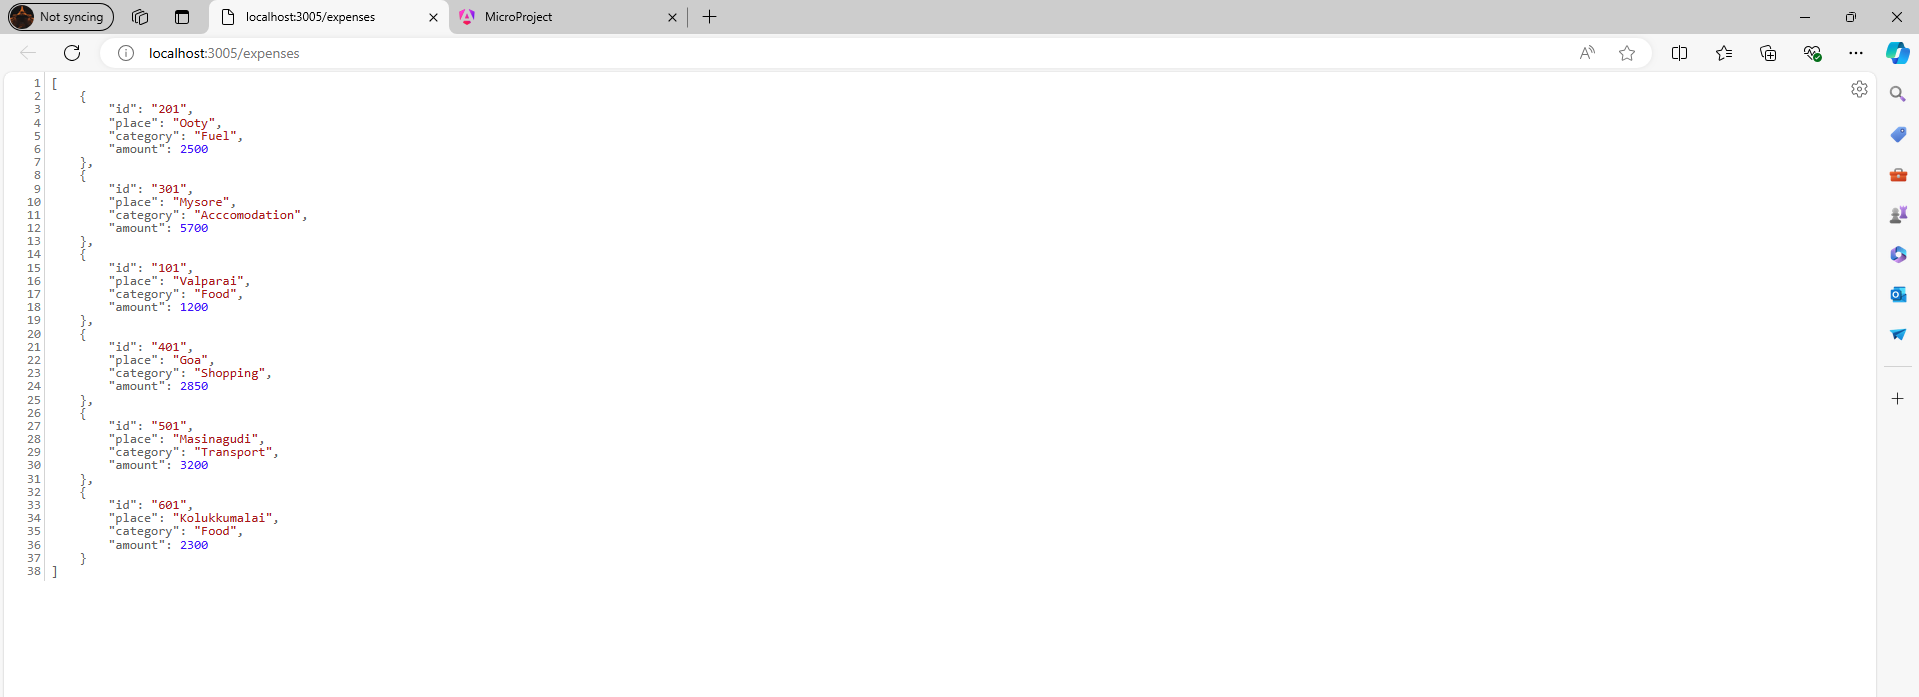 Not syncing
localhost:3005/expenses
MicroProject
localhost:3005/expenses
1 [
2 {
3 "id": "201",
4 "place": "Ooty",
5 "category": "Fuel",
6 "amount": 2500
7 },
8 {
9 "id": "301",
10 "place": "Mysore",
11 "category": "Acccomodation",
12 "amount": 5700
13 },
14 {
15 "id": "101",
16 "place": "Valparai",
17 "category": "Food",
18 "amount": 1200
19 },
20 {
21 "id": "401",
22 "place": "Goa",
23 "category": "Shopping",
24 "amount": 2850
25 },
26 {
27 "id": "501",
28 "place": "Masinagudi",
29 "category": "Transport",
30 "amount": 3200
31 },
32 {
33 "id": "601",
34 "place": "Kolukkumalai",
35 "category": "Food",
36 "amount": 2300
37 }
38 ]